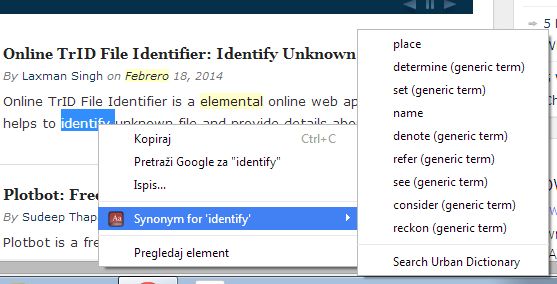 Online TrID File Identifier: Identify Unknown
By Laxman Singh on Febrero 18, 2014
Online TrID File Identifier is a elemental online web ap
helps to identify unknown file and provide details abo
Plotbot: Free
By Sudeep Thap
Plotbot is a fre
Kopiraj Ctrl+C
Pretraži Google za "identify"
Ispis...
Synonym for 'identify'
Pregledaj element
place
determine (generic term)
set (generic term)
name
denote (generic term)
refer (generic term)
see (generic term)
consider (generic term)
reckon (generic term)
Search Urban Dictionary